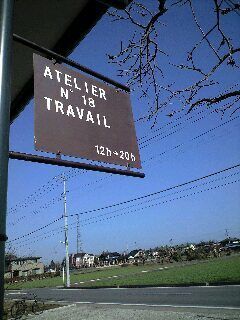 ATELIER
N° 18
TRAVAIL
12h→20h